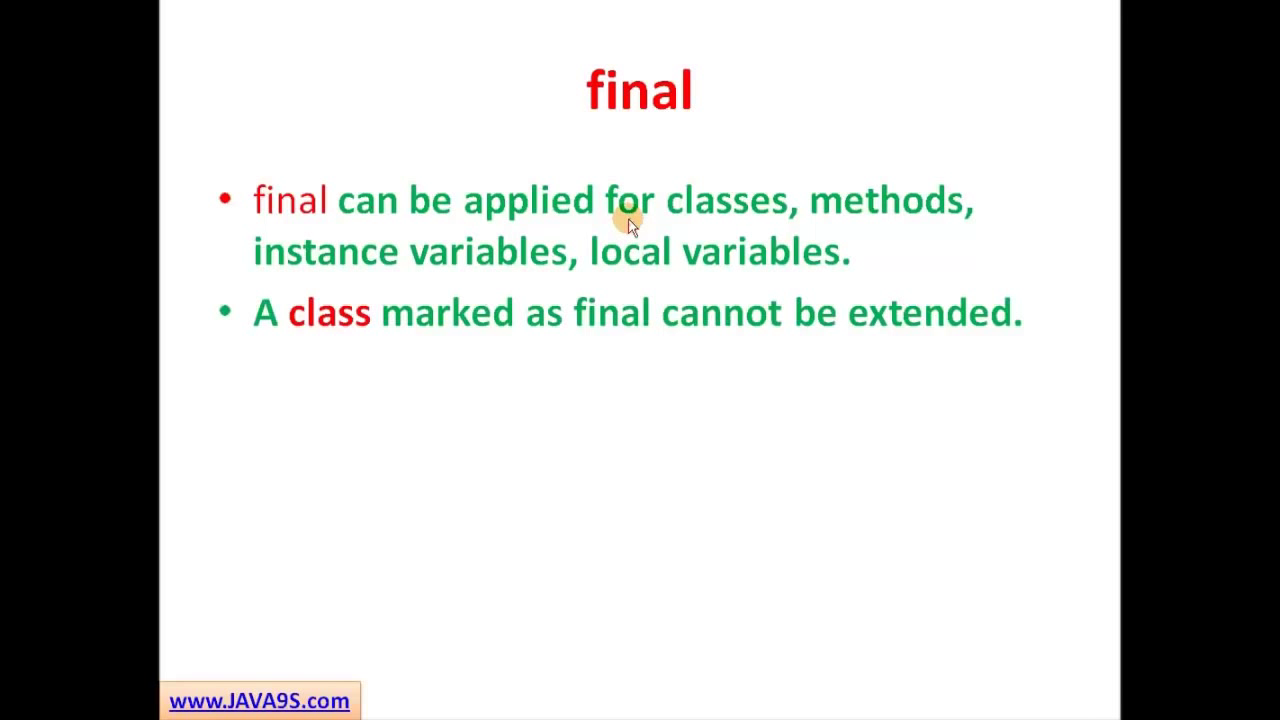 final
• final can be applied for classes, methods,
instance variables, local variables.
• A class marked as final cannot be extended.
www.JAVA9S.com